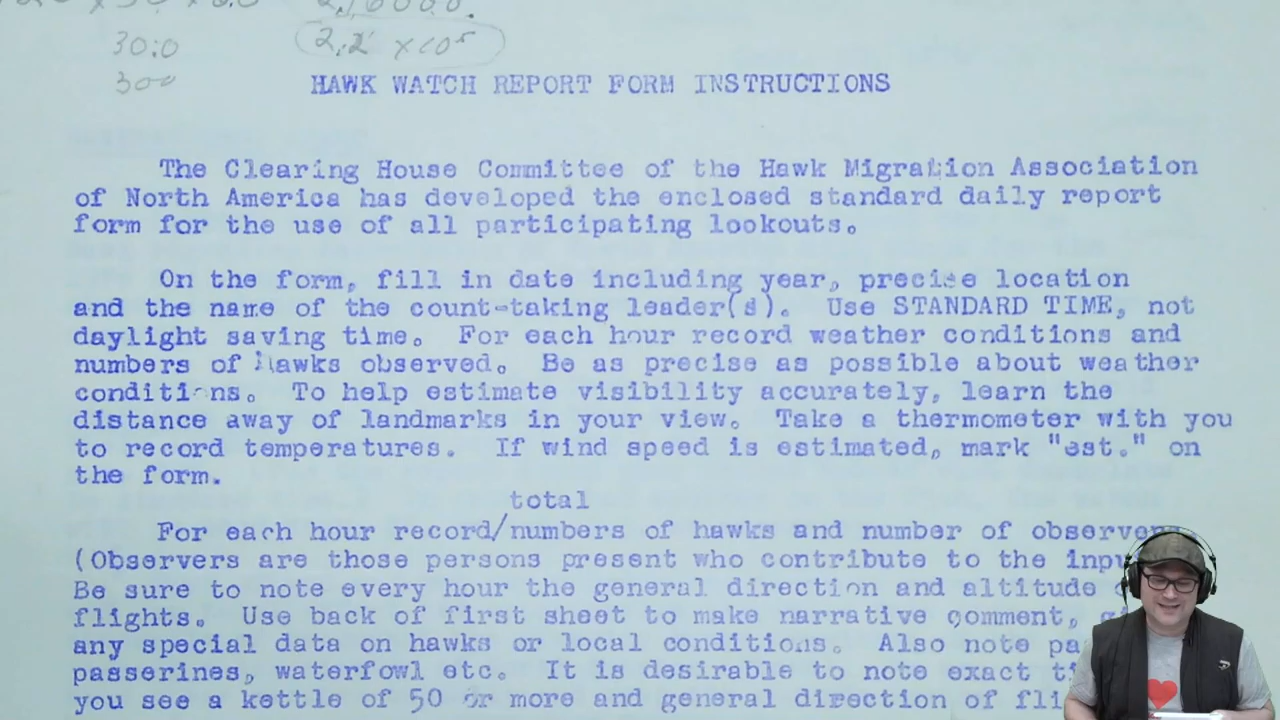 30.0
2.2 x10⁵
300
HAWK WATCH REPORT FORM INSTRUCTIONS
The Clearing House Committee of the Hawk Migration Association
of North America has developed the enclosed standard daily report
form for the use of all participating lookouts.
On the form, fill in date including year, precise location
and the name of the count-taking leader(s). Use STANDARD TIME, not
daylight saving time. For each hour record weather conditions and
numbers of hawks observed. Be as precise as possible about weather
conditions. To help estimate visibility accurately, learn the
distance away of landmarks in your view. Take a thermometer with you
to record temperatures. If wind speed is estimated, mark "est." on
the form.
total
For each hour record/numbers of hawks and number of
(Observers are those persons present who contribute to the
Be sure to note every hour the general direction and altitude
flights. Use back of first sheet to make narrative comment,
any special data on hawks or local conditions. Also note
passerines, waterfowl etc. It is desirable to note exact
you see a kettle of 50 or more and general direction of